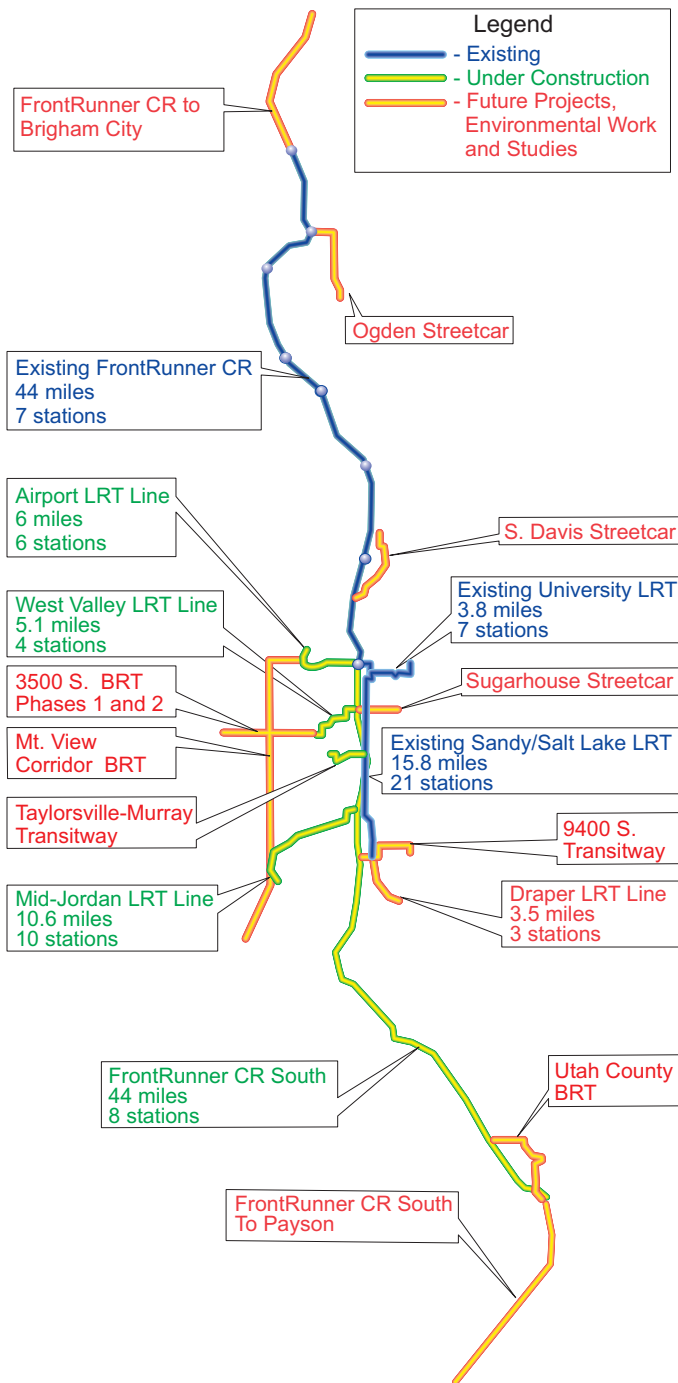 Legend
- Existing
- Under Construction
- Future Projects,
Environmental Work
and Studies
FrontRunner CR to
Brigham City
Ogden Streetcar
Existing FrontRunner CR
44 miles
7 stations
Airport LRT Line
6 miles
6 stations
S. Davis Streetcar
West Valley LRT Line
5.1 miles
4 stations
Existing University LRT
3.8 miles
7 stations
3500 S. BRT
Phases 1 and 2
Sugarhouse Streetcar
Mt. View
Corridor BRT
Existing Sandy/Salt Lake LRT
15.8 miles
21 stations
Taylorsville-Murray
Transitway
9400 S.
Transitway
Mid-Jordan LRT Line
10.6 miles
10 stations
Draper LRT Line
3.5 miles
3 stations
FrontRunner CR South
44 miles
8 stations
Utah County
BRT
FrontRunner CR South
To Payson